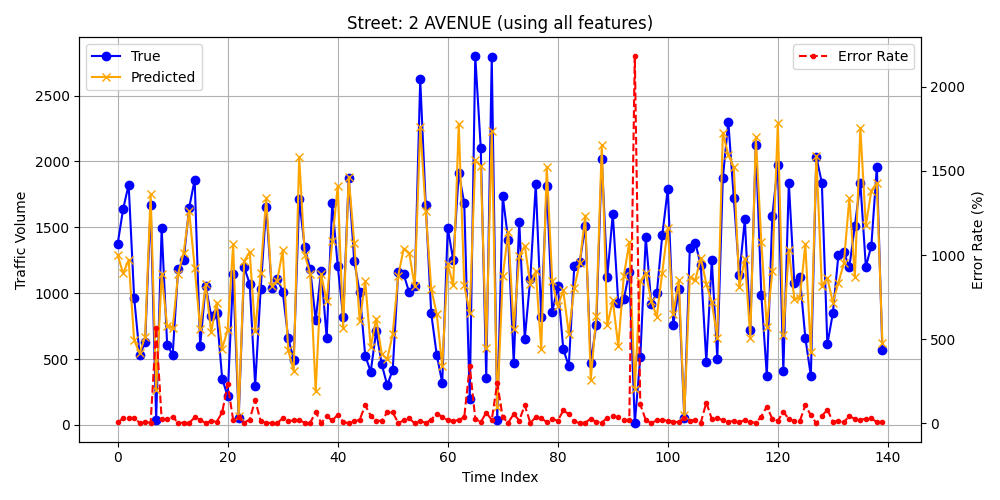 Street: 2 AVENUE (using all features)
True
Predicted
Error Rate
Traffic Volume
2500
2000
1500
1000
500
0
2000
1500
1000
500
0
Error Rate (%)
0 20 40 60 80 100 120 140
Time Index